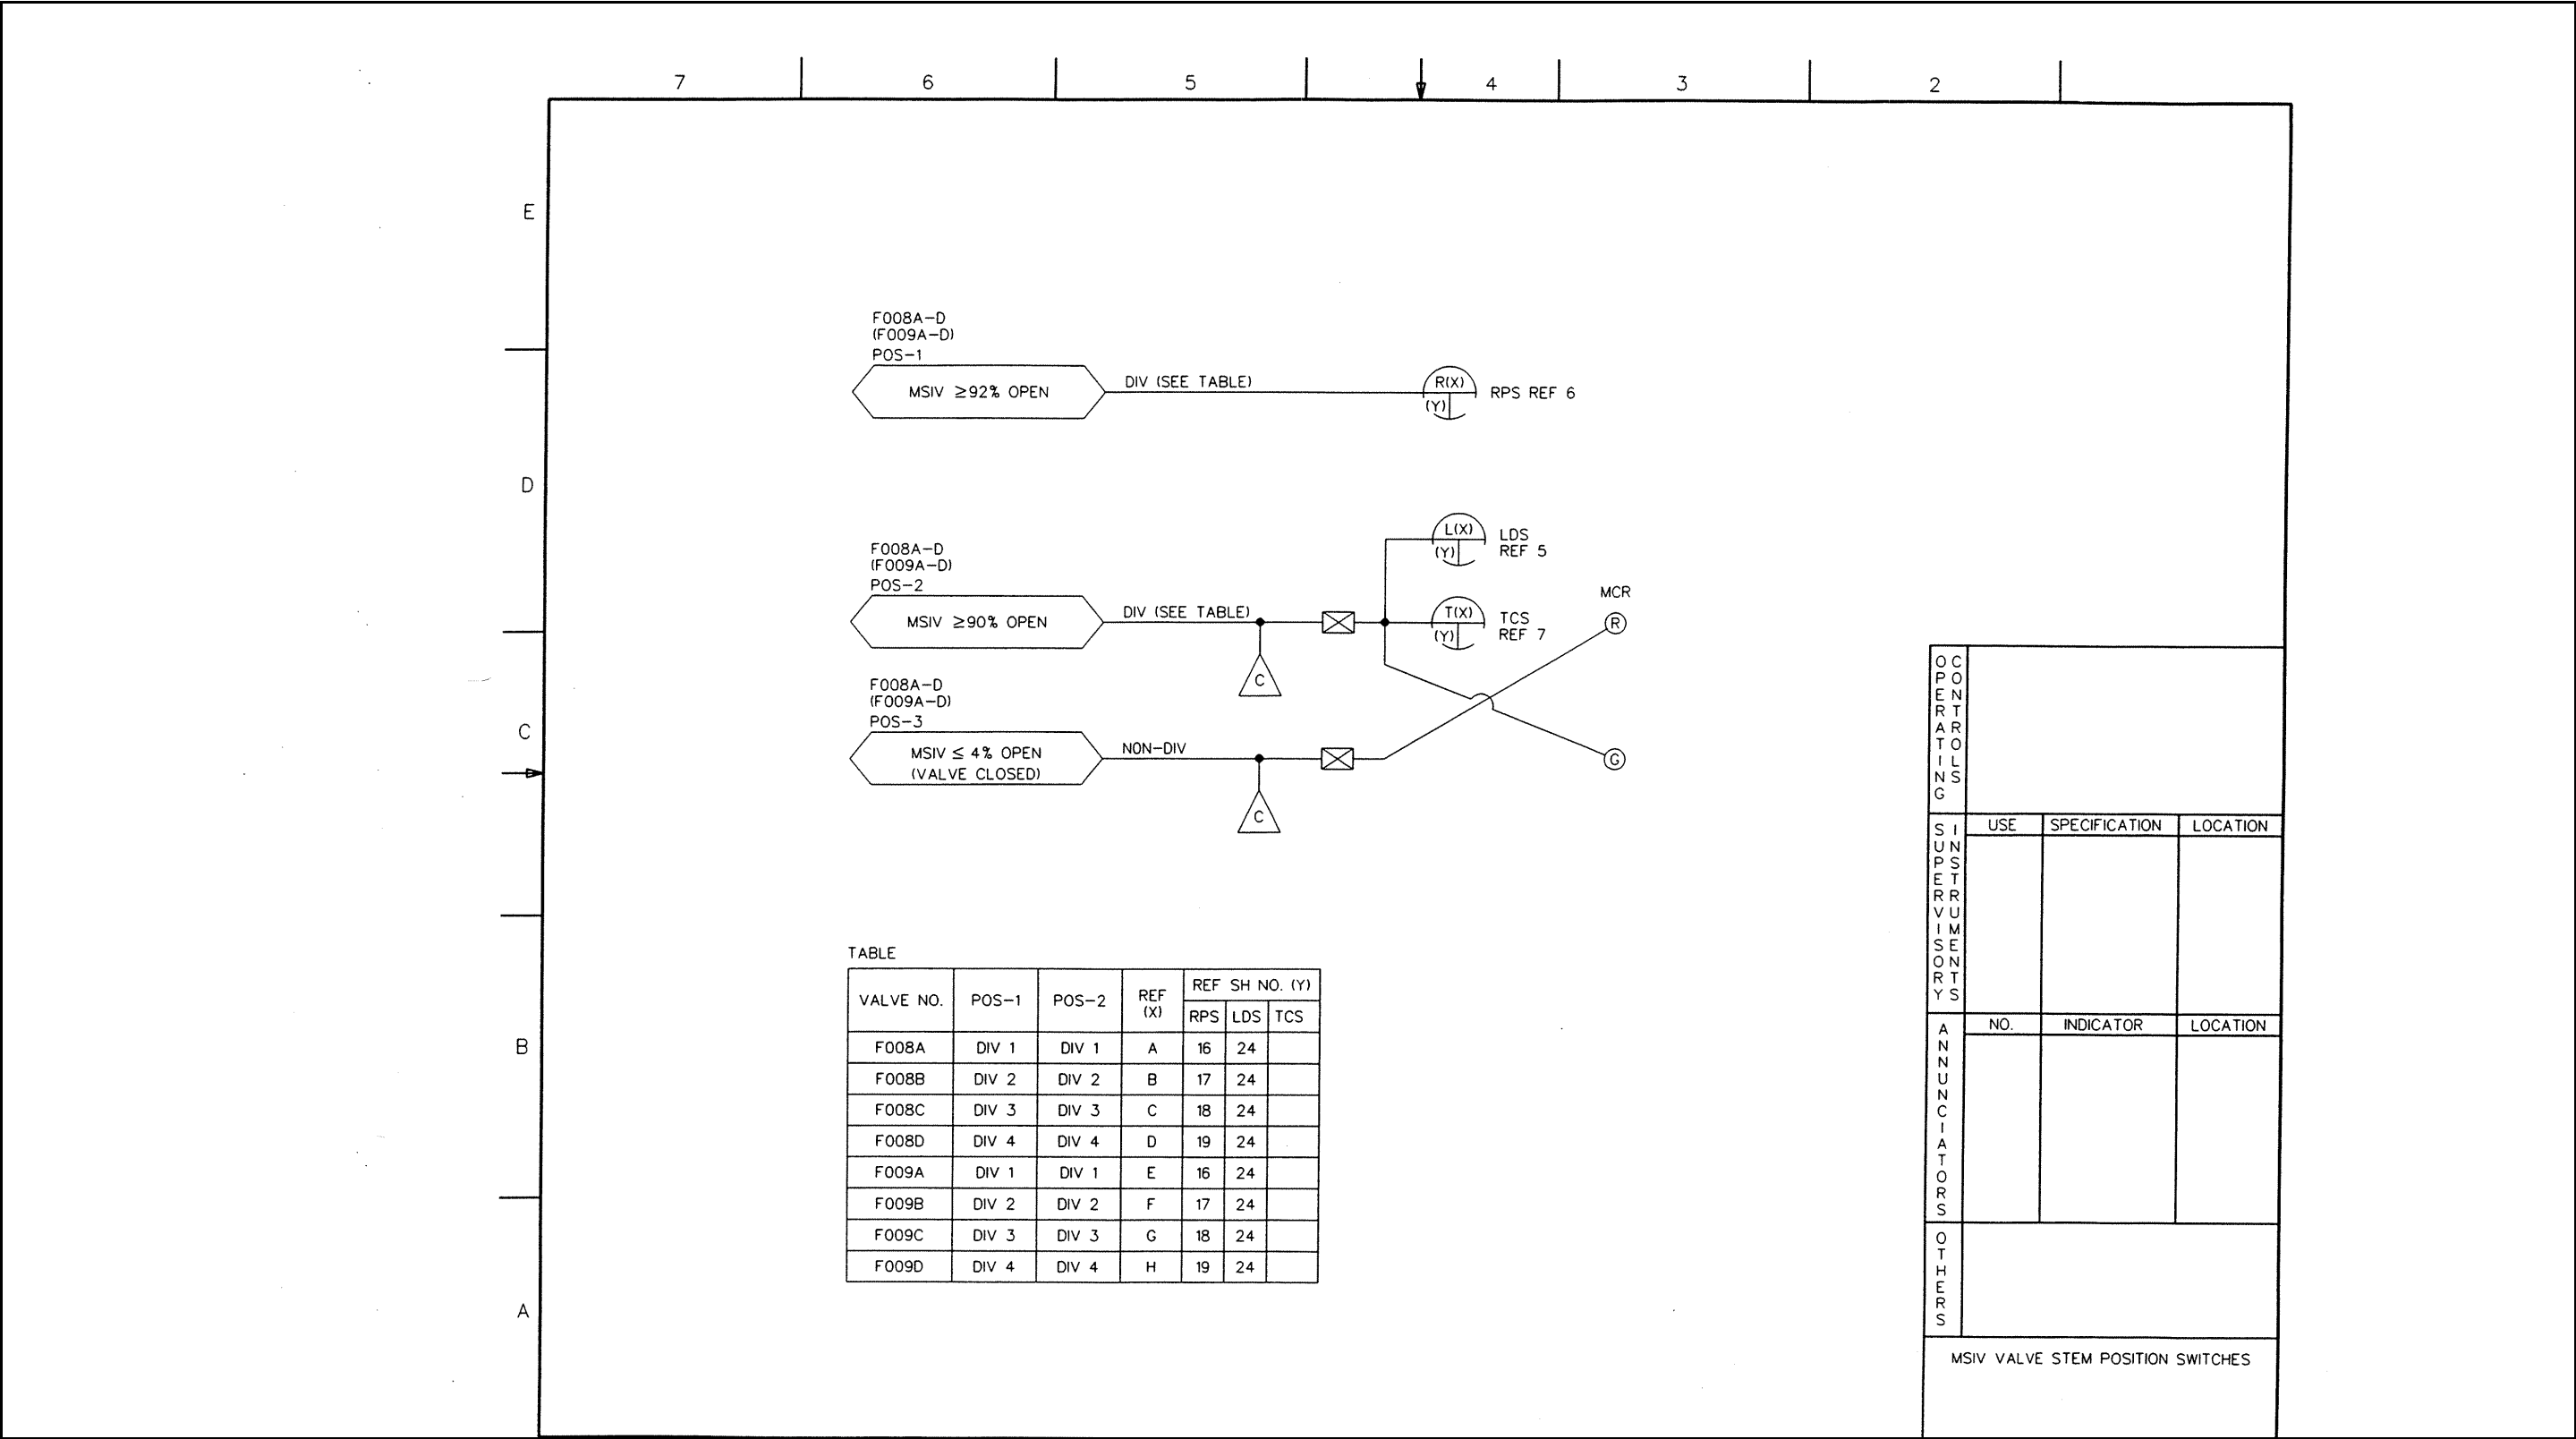 7 6 5 4 3 2
E
D
C
B
A
F008A-D
(F009A-D)
POS-1
MSIV ≥92% OPEN
DIV (SEE TABLE)
R(X)
(Y)
RPS REF 6
F008A-D
(F009A-D)
POS-2
MSIV ≥90% OPEN
DIV (SEE TABLE)
C
L(X)
(Y)
LDS
REF 5
T(X)
(Y)
TCS
REF 7
MCR
R
F008A-D
(F009A-D)
POS-3
MSIV ≤ 4% OPEN
(VALVE CLOSED)
NON-DIV
C
G
TABLE
VALVE NO. POS-1 POS-2 REF (X) REF SH NO. (Y)
RPS LDS TCS
F008A DIV 1 DIV 1 A 16 24
F008B DIV 2 DIV 2 B 17 24
F008C DIV 3 DIV 3 C 18 24
F008D DIV 4 DIV 4 D 19 24
F009A DIV 1 DIV 1 E 16 24
F009B DIV 2 DIV 2 F 17 24
F009C DIV 3 DIV 3 G 18 24
F009D DIV 4 DIV 4 H 19 24
OPERATING
CONTROLS
SUPERVISORY
INSTRUMENTS
USE SPECIFICATION LOCATION
ANNUNCIATORS
NO. INDICATOR LOCATION
OTHERS
MSIV VALVE STEM POSITION SWITCHES